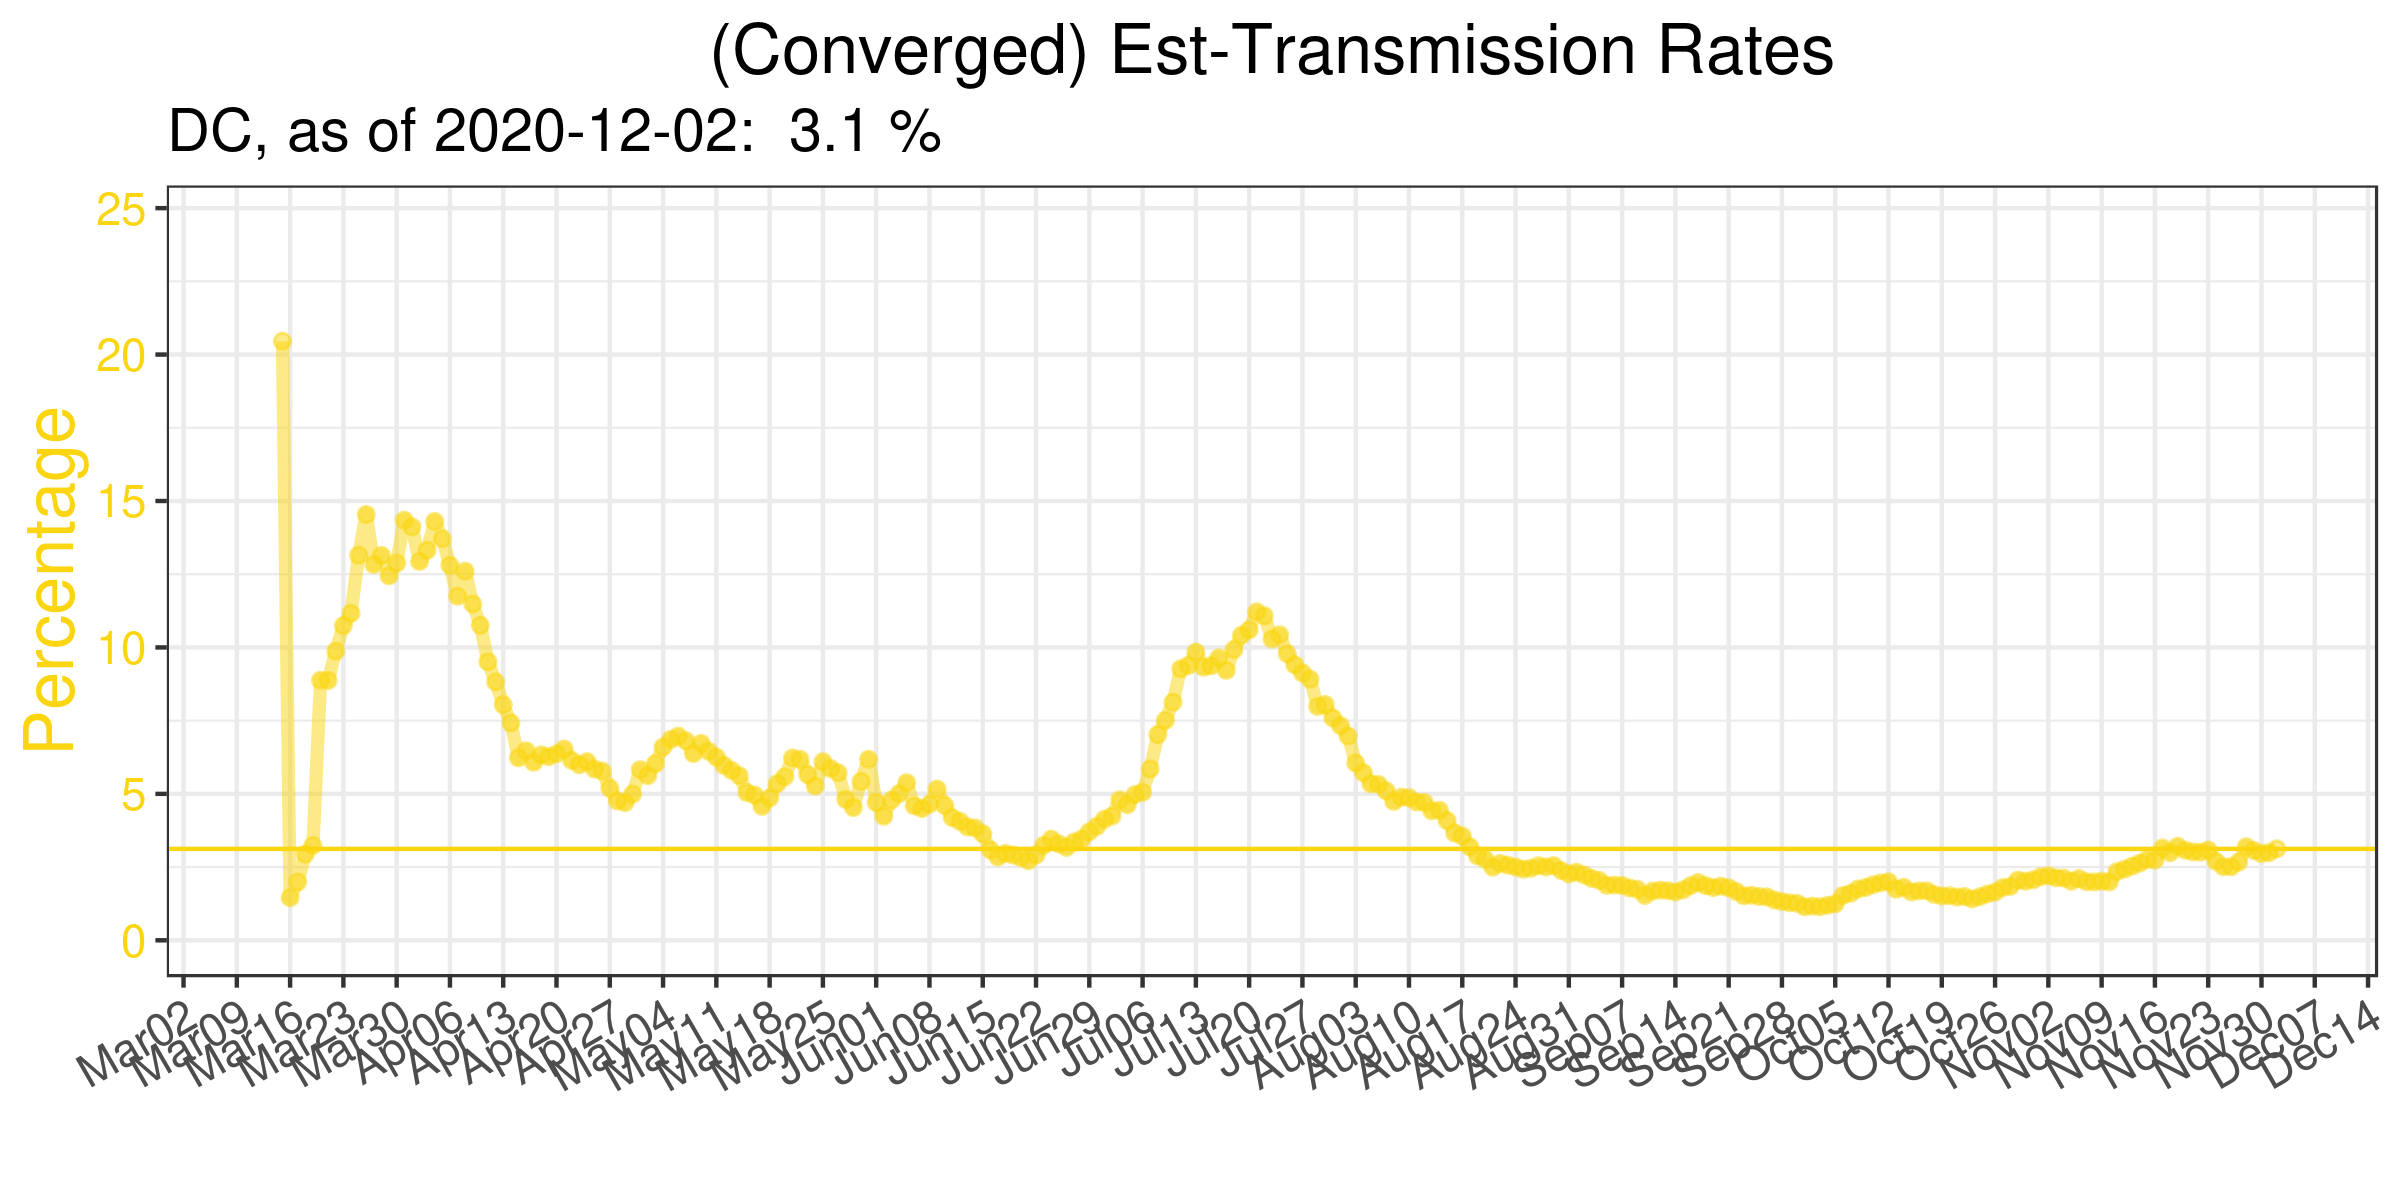 (Converged) Est-Transmission Rates
DC, as of 2020-12-02:  3.1 %
Percentage
25
20
15
10
5
0
Mar02
Mar09
Mar16
Mar23
Mar30
Apr06
Apr13
Apr20
Apr27
May04
May11
May18
May25
Jun01
Jun08
Jun15
Jun22
Jun29
Jul06
Jul13
Jul20
Jul27
Aug03
Aug10
Aug17
Aug24
Aug31
Sep07
Sep14
Sep21
Sep28
Oct05
Oct12
Oct19
Oct26
Nov02
Nov09
Nov16
Nov23
Nov30
Dec07
Dec14